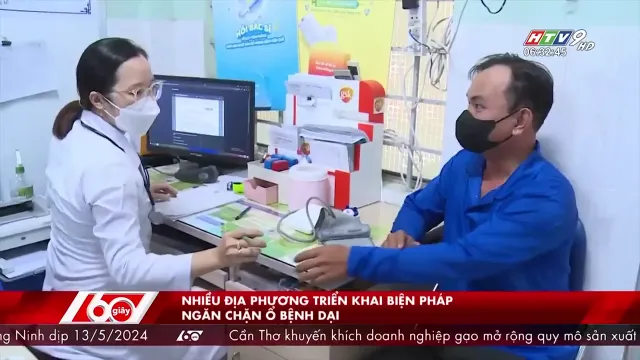 HTV9 HD
06:32:45
HỎI BÁC SĨ
gsk
60 giây
NHIỀU ĐỊA PHƯƠNG TRIỂN KHAI BIỆN PHÁP
NGĂN CHẶN Ổ BỆNH DẠI
ng Ninh dịp 13/5/2024 Cần Thơ khuyến khích doanh nghiệp gạo mở rộng quy mô sản xuất